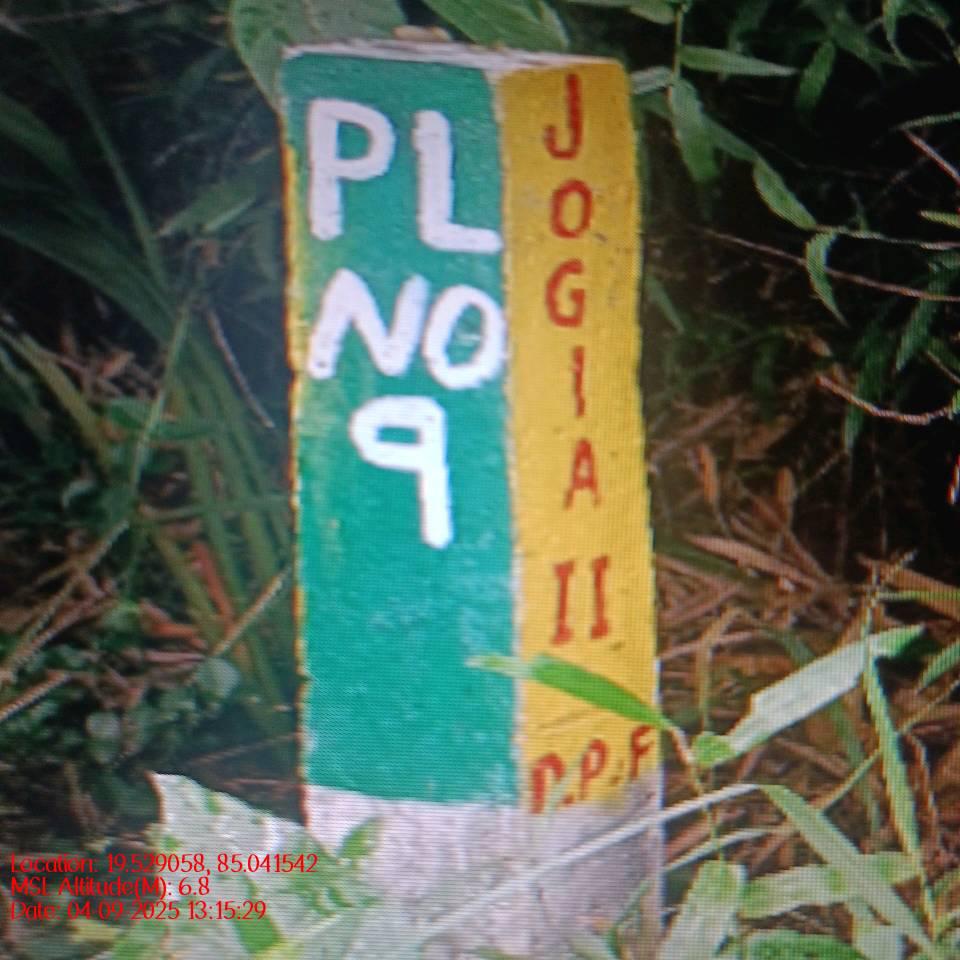 PL
NO
9
JOGIA
II
P.P.F
Location: 19.529058, 85.041542
MSL Altitude(M): 6.8
Date: 04-09-2025 13:15:29